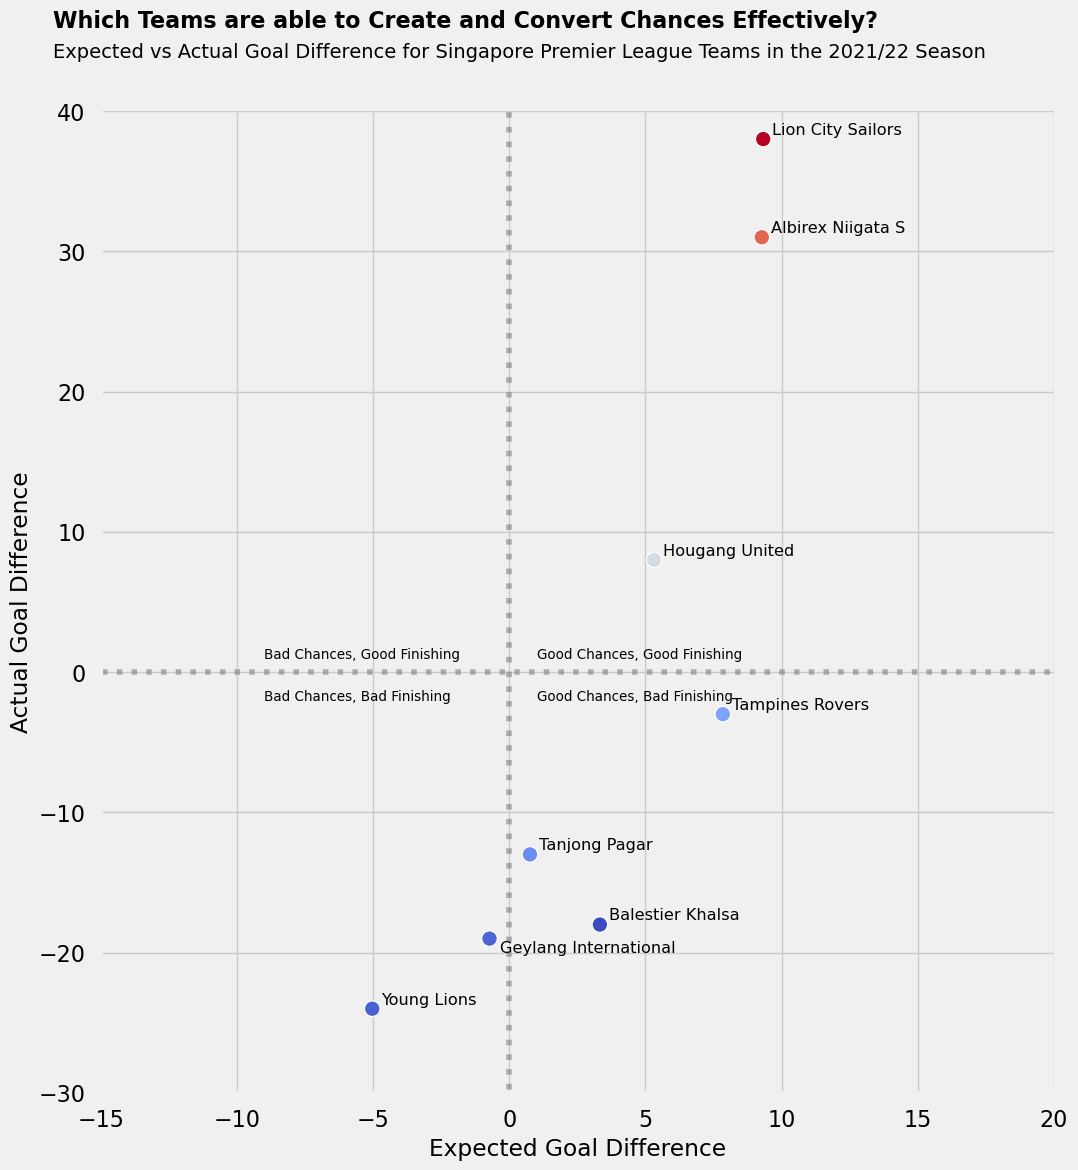 Which Teams are able to Create and Convert Chances Effectively?
Expected vs Actual Goal Difference for Singapore Premier League Teams in the 2021/22 Season
40
Lion City Sailors
Albirex Niigata S
30
20
10
Hougang United
Bad Chances, Good Finishing
Good Chances, Good Finishing
0
Bad Chances, Bad Finishing
Good Chances, Bad Finishing
Tampines Rovers
Actual Goal Difference
−10
Tanjong Pagar
Balestier Khalsa
Geylang International
−20
Young Lions
−30
−15
−10
−5
0
5
10
15
20
Expected Goal Difference